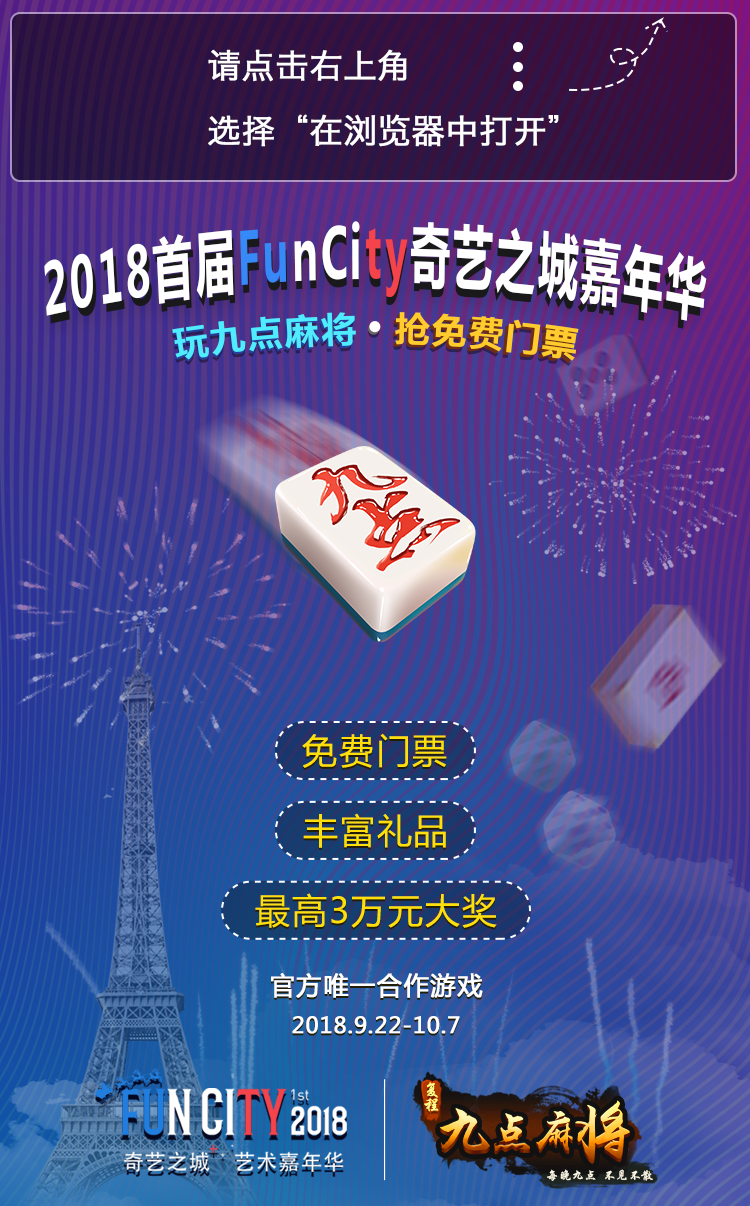 请点击右上角
选择“在浏览器中打开”
2018首届FunCity奇艺之城嘉年华
玩九点麻将·抢免费门票
九点
免费门票
丰富礼品
最高3万元大奖
官方唯一合作游戏
2018.9.22-10.7
FUN CITY 1st 2018
奇艺之城 艺术嘉年华
复程
九点麻将
每晚九点 不见不散